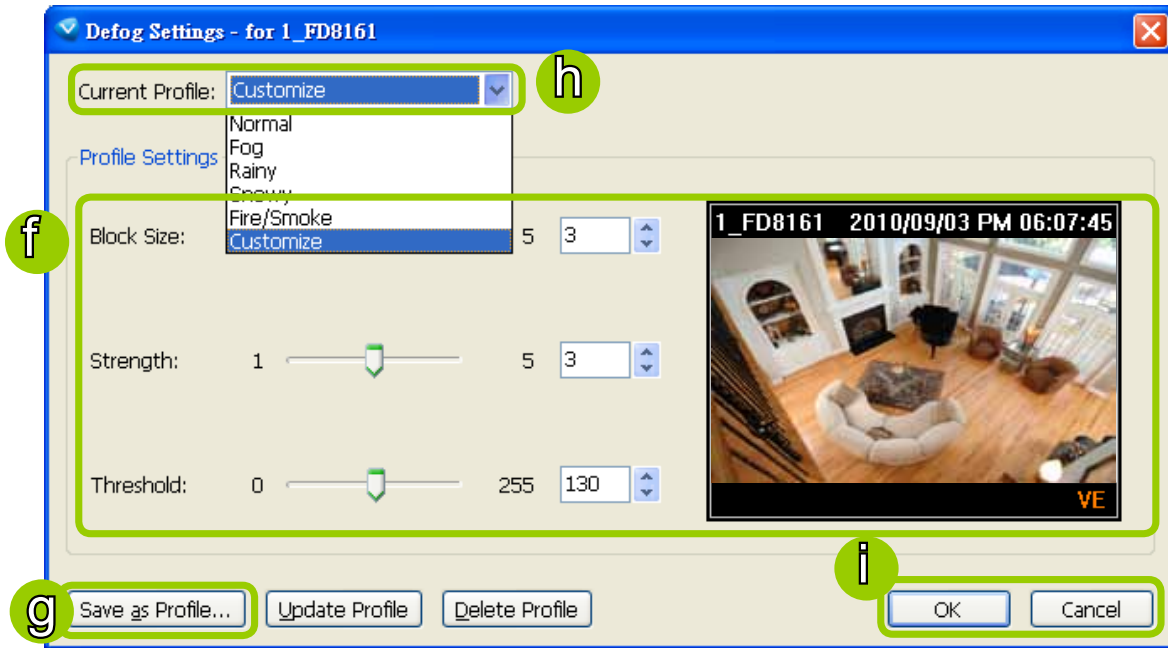 Defog Settings - for 1_FD8161
Current Profile: Customize
h
Normal
Fog
Profile Settings
Rainy
Snowy
Fire/Smoke
Customize
f
Block Size: 5 3
1_FD8161 2010/09/03 PM 06:07:45
Strength: 1 5 3
Threshold: 0 255 130
VE
i
g
Save as Profile... Update Profile Delete Profile OK Cancel